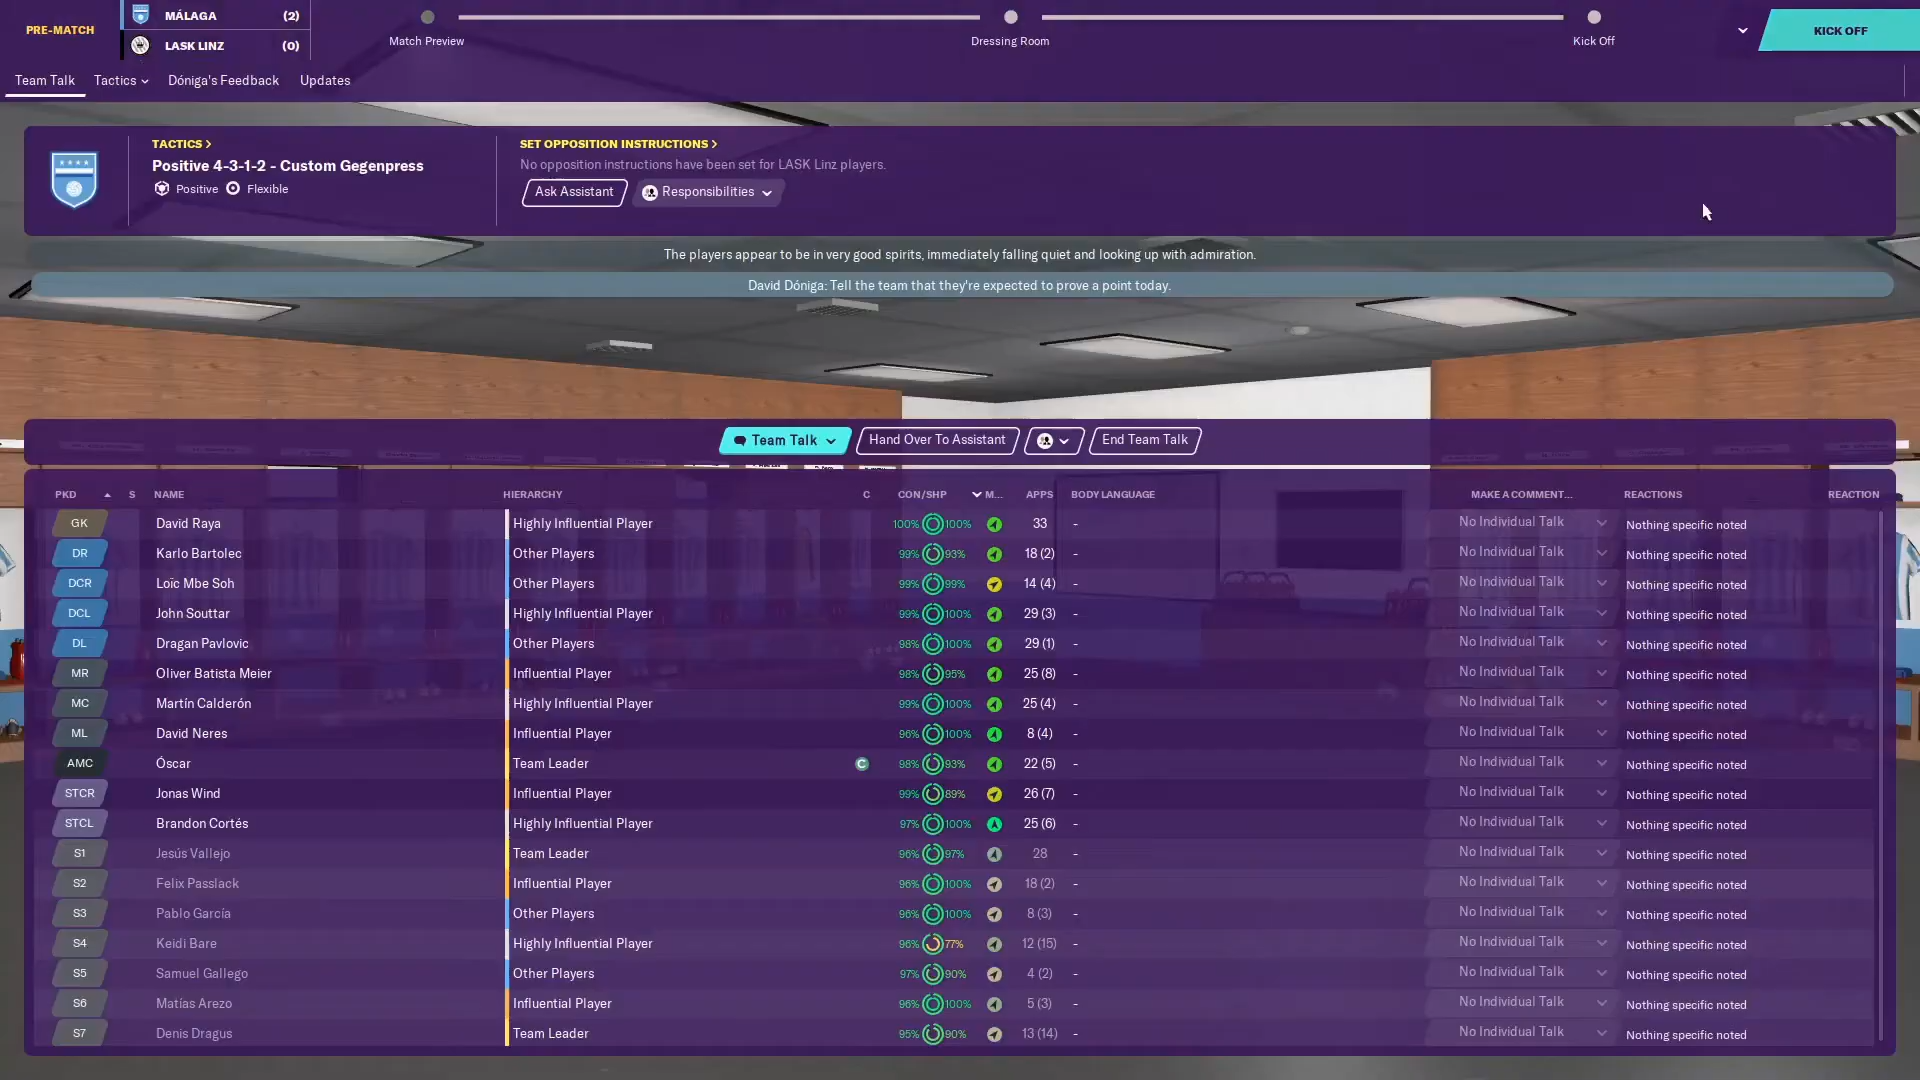 PRE-MATCH
MÁLAGA (2)
LASK LINZ (0)
Match Preview
Dressing Room
Kick Off
KICK OFF
Team Talk Tactics Dóniga's Feedback Updates
TACTICS >
Positive 4-3-1-2 - Custom Gegenpress
Positive Flexible
SET OPPOSITION INSTRUCTIONS >
No opposition instructions have been set for LASK Linz players.
Ask Assistant Responsibilities
The players appear to be in very good spirits, immediately falling quiet and looking up with admiration.
David Dóniga: Tell the team that they're expected to prove a point today.
Team Talk Hand Over To Assistant End Team Talk
PKD S NAME HIERARCHY C CON/SHP M... APPS BODY LANGUAGE MAKE A COMMENT... REACTIONS REACTION
GK David Raya Highly Influential Player 100% 100% 33 - No Individual Talk Nothing specific noted
DR Karlo Bartolec Other Players 99% 93% 18 (2) - No Individual Talk Nothing specific noted
DCR Loïc Mbe Soh Other Players 99% 99% 14 (4) - No Individual Talk Nothing specific noted
DCL John Souttar Highly Influential Player 99% 100% 29 (3) - No Individual Talk Nothing specific noted
DL Dragan Pavlovic Other Players 98% 100% 29 (1) - No Individual Talk Nothing specific noted
MR Oliver Batista Meier Influential Player 98% 95% 25 (8) - No Individual Talk Nothing specific noted
MC Martín Calderón Highly Influential Player 99% 100% 25 (4) - No Individual Talk Nothing specific noted
ML David Neres Influential Player 96% 100% 8 (4) - No Individual Talk Nothing specific noted
AMC Óscar Team Leader C 98% 93% 22 (5) - No Individual Talk Nothing specific noted
STCR Jonas Wind Influential Player 99% 89% 26 (7) - No Individual Talk Nothing specific noted
STCL Brandon Cortés Highly Influential Player 97% 100% 25 (6) - No Individual Talk Nothing specific noted
S1 Jesús Vallejo Team Leader 96% 97% 28 - No Individual Talk Nothing specific noted
S2 Felix Passlack Influential Player 96% 100% 18 (2) - No Individual Talk Nothing specific noted
S3 Pablo García Other Players 96% 100% 8 (3) - No Individual Talk Nothing specific noted
S4 Keidi Bare Highly Influential Player 96% 77% 12 (15) - No Individual Talk Nothing specific noted
S5 Samuel Gallego Other Players 97% 90% 4 (2) - No Individual Talk Nothing specific noted
S6 Matías Arezo Influential Player 96% 100% 5 (3) - No Individual Talk Nothing specific noted
S7 Denis Dragus Team Leader 95% 90% 13 (14) - No Individual Talk Nothing specific noted